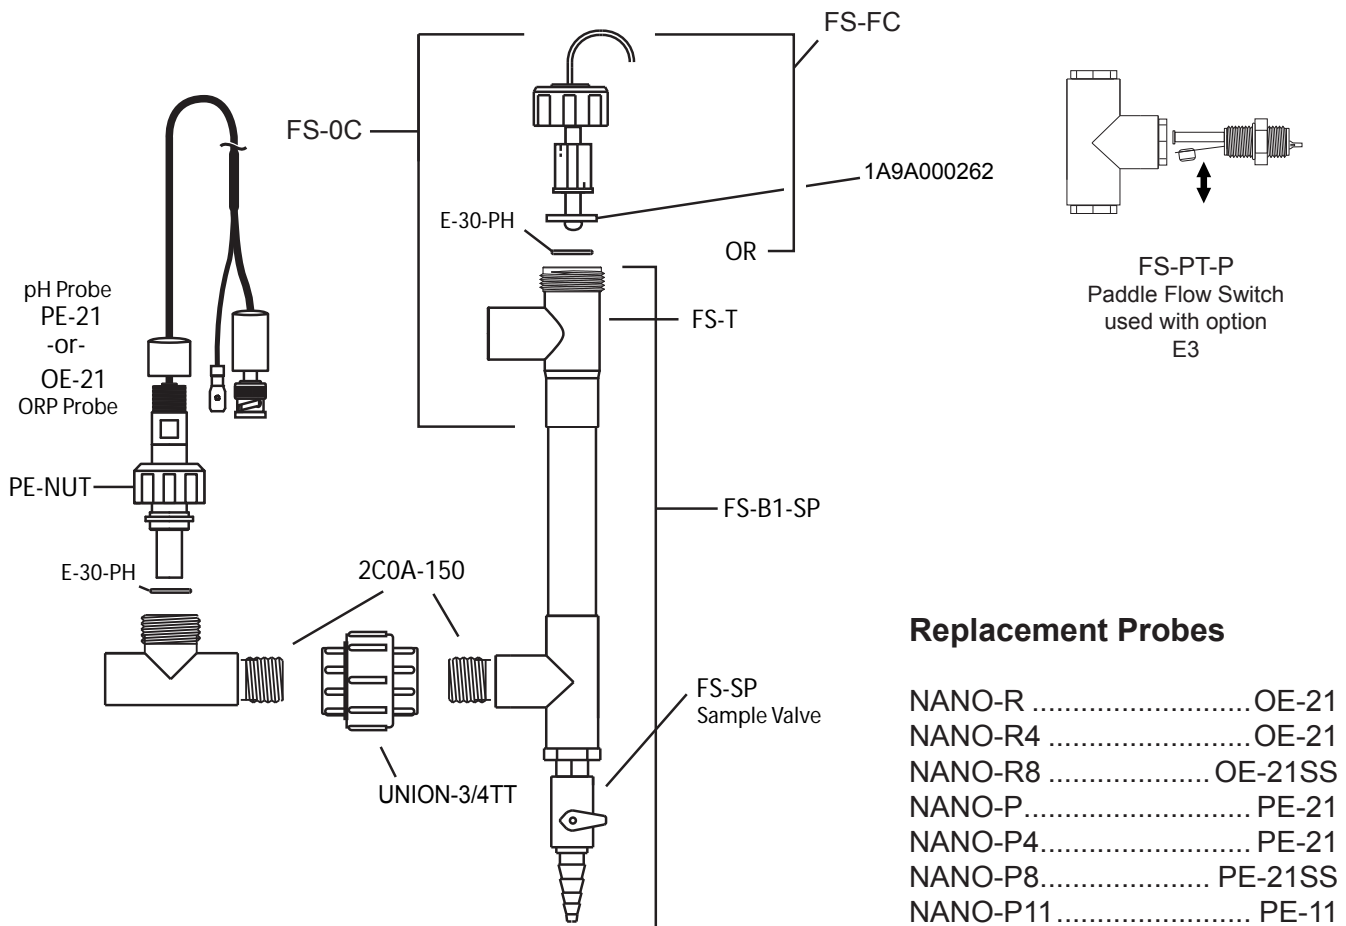 FS-FC
FS-0C
1A9A000262
E-30-PH
OR
FS-PT-P
Paddle Flow Switch
used with option
E3
pH Probe
PE-21
-or-
OE-21
ORP Probe
FS-T
PE-NUT
FS-B1-SP
E-30-PH
2C0A-150
FS-SP
Sample Valve
UNION-3/4TT
Replacement Probes
NANO-R ........................... OE-21
NANO-R4 ......................... OE-21
NANO-R8 .................... OE-21SS
NANO-P............................ PE-21
NANO-P4.......................... PE-21
NANO-P8..................... PE-21SS
NANO-P11........................ PE-11